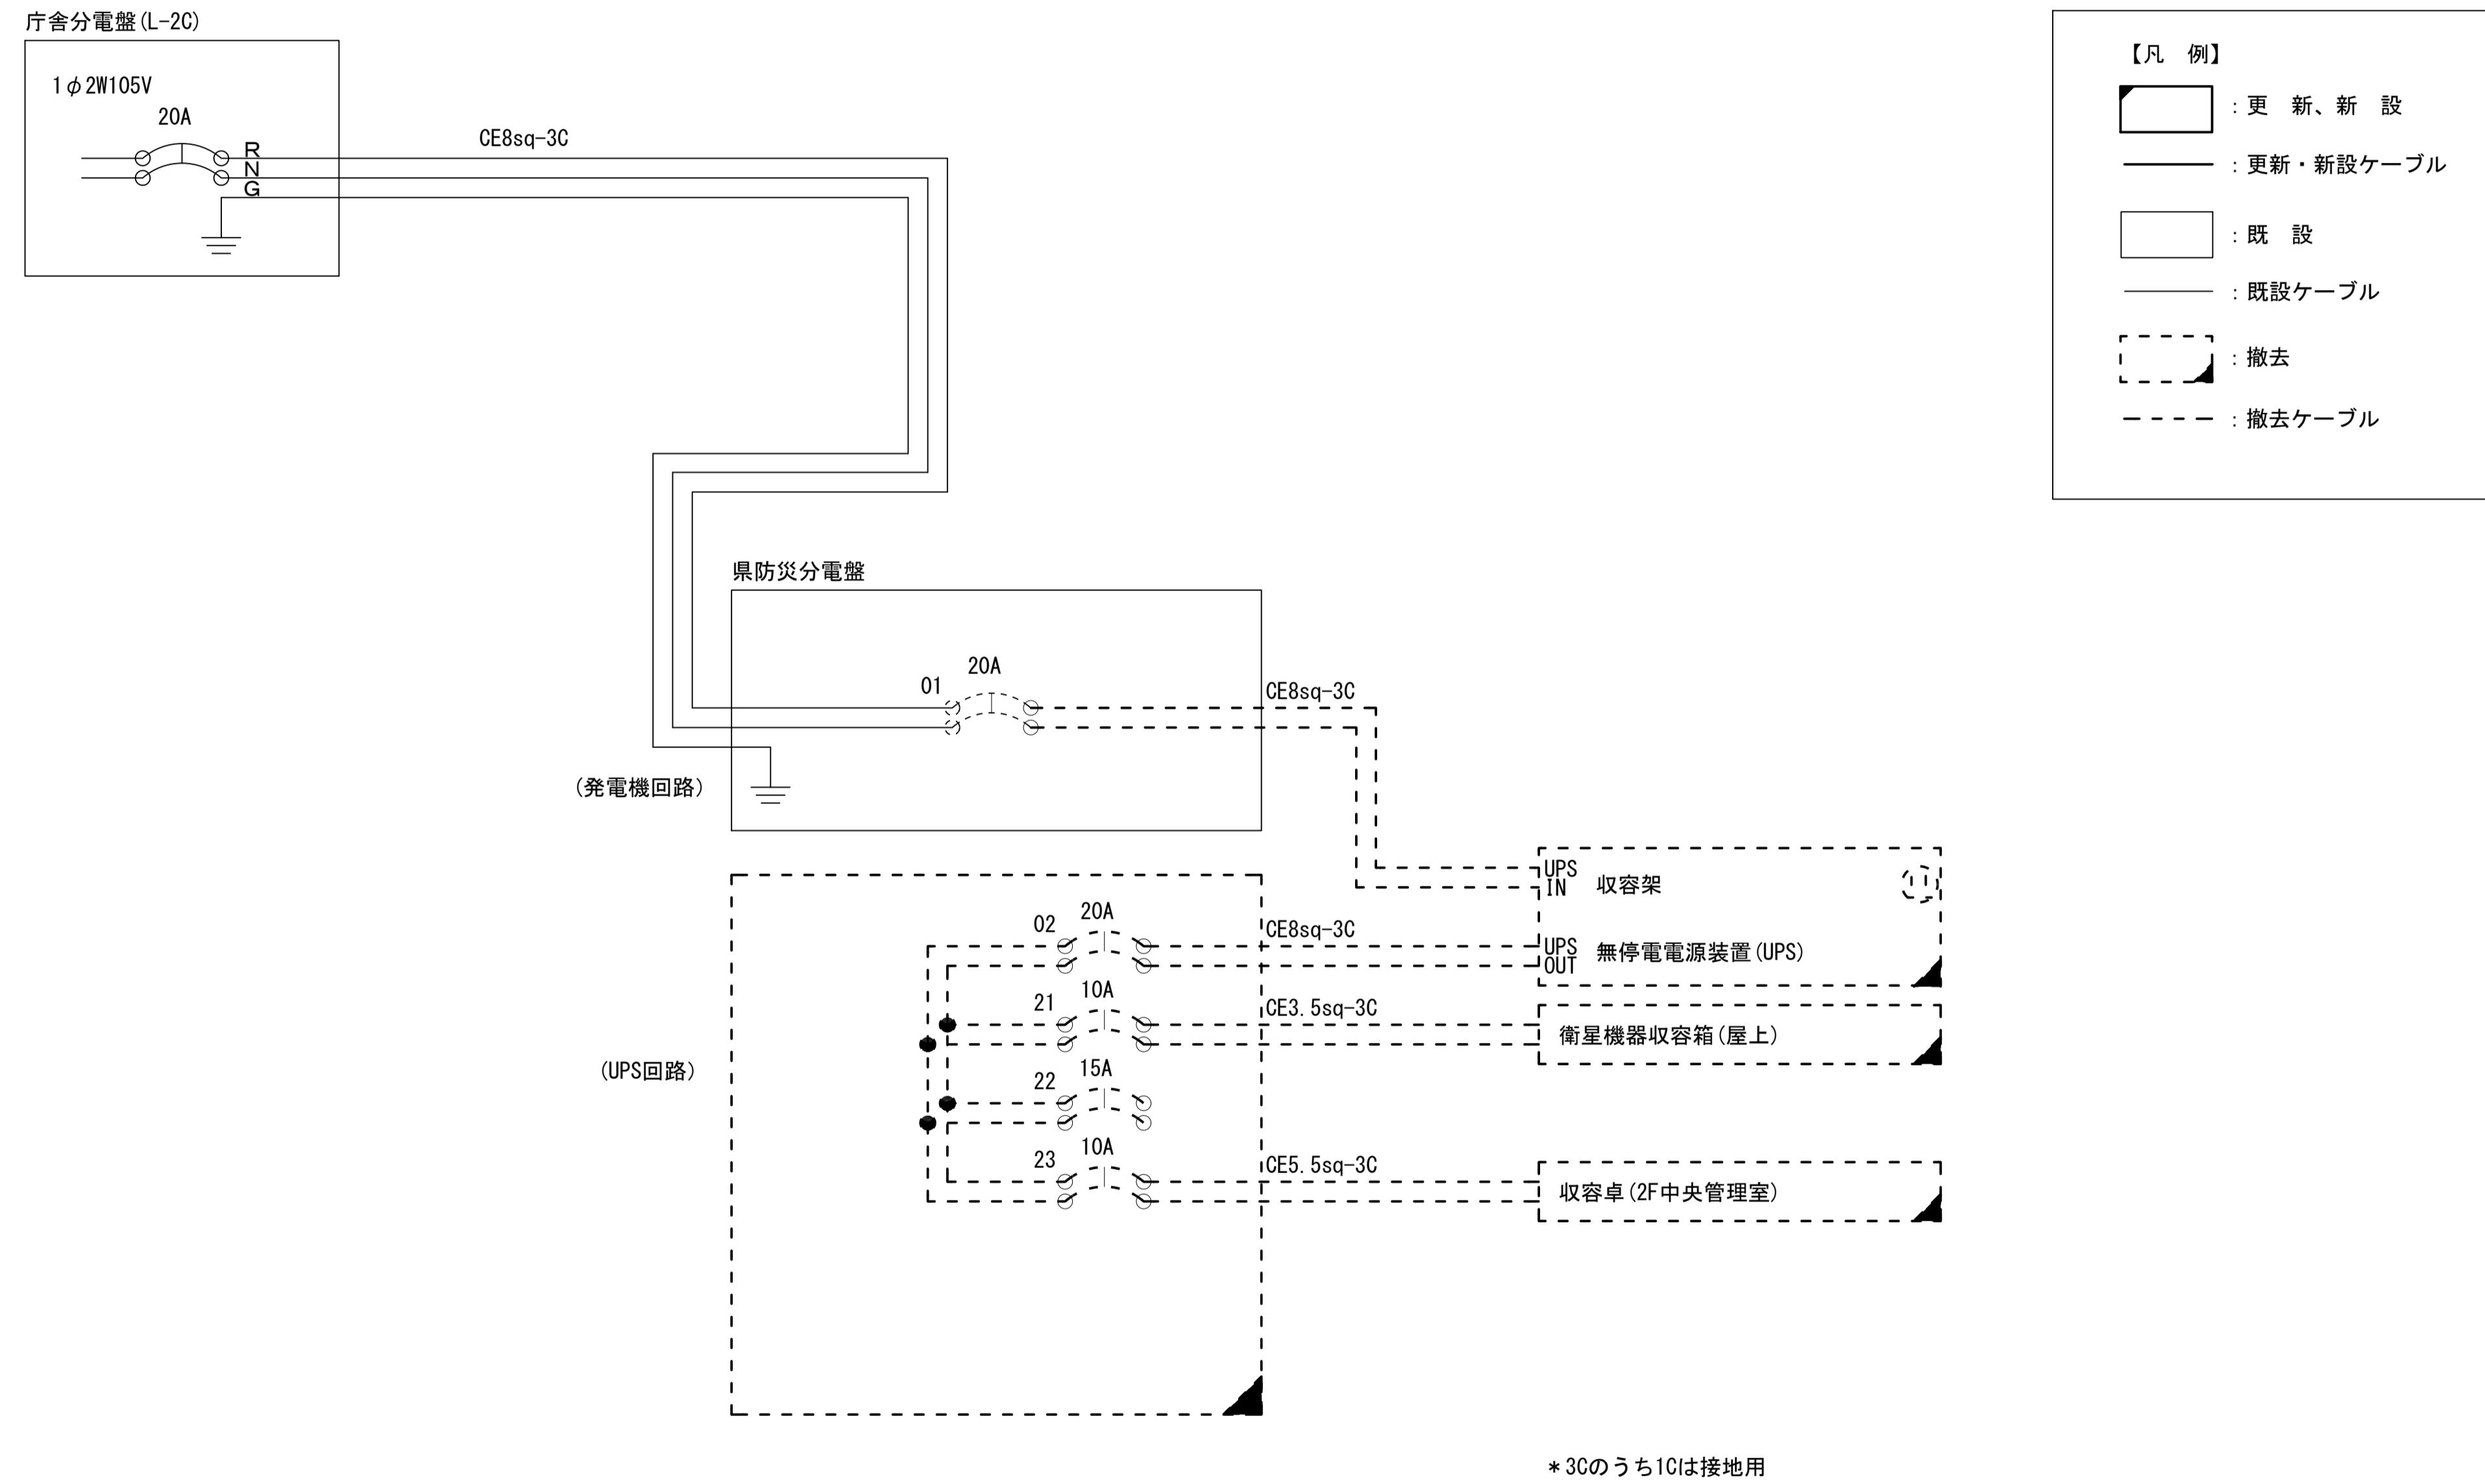 庁舎分電盤(L-2C)
1φ2W105V
20A
R
N
G
CE8sq-3C
【凡　例】
：更　新、新　設
：更新・新設ケーブル
：既　設
：既設ケーブル
：撤去
：撤去ケーブル
県防災分電盤
20A
01
CE8sq-3C
(発電機回路)
UPS
IN
収容架
20A
02
CE8sq-3C
UPS
OUT
無停電電源装置(UPS)
10A
21
CE3.5sq-3C
衛星機器収容箱(屋上)
(UPS回路)
15A
22
10A
23
CE5.5sq-3C
収容卓(2F中央管理室)
＊3Cのうち1Cは接地用